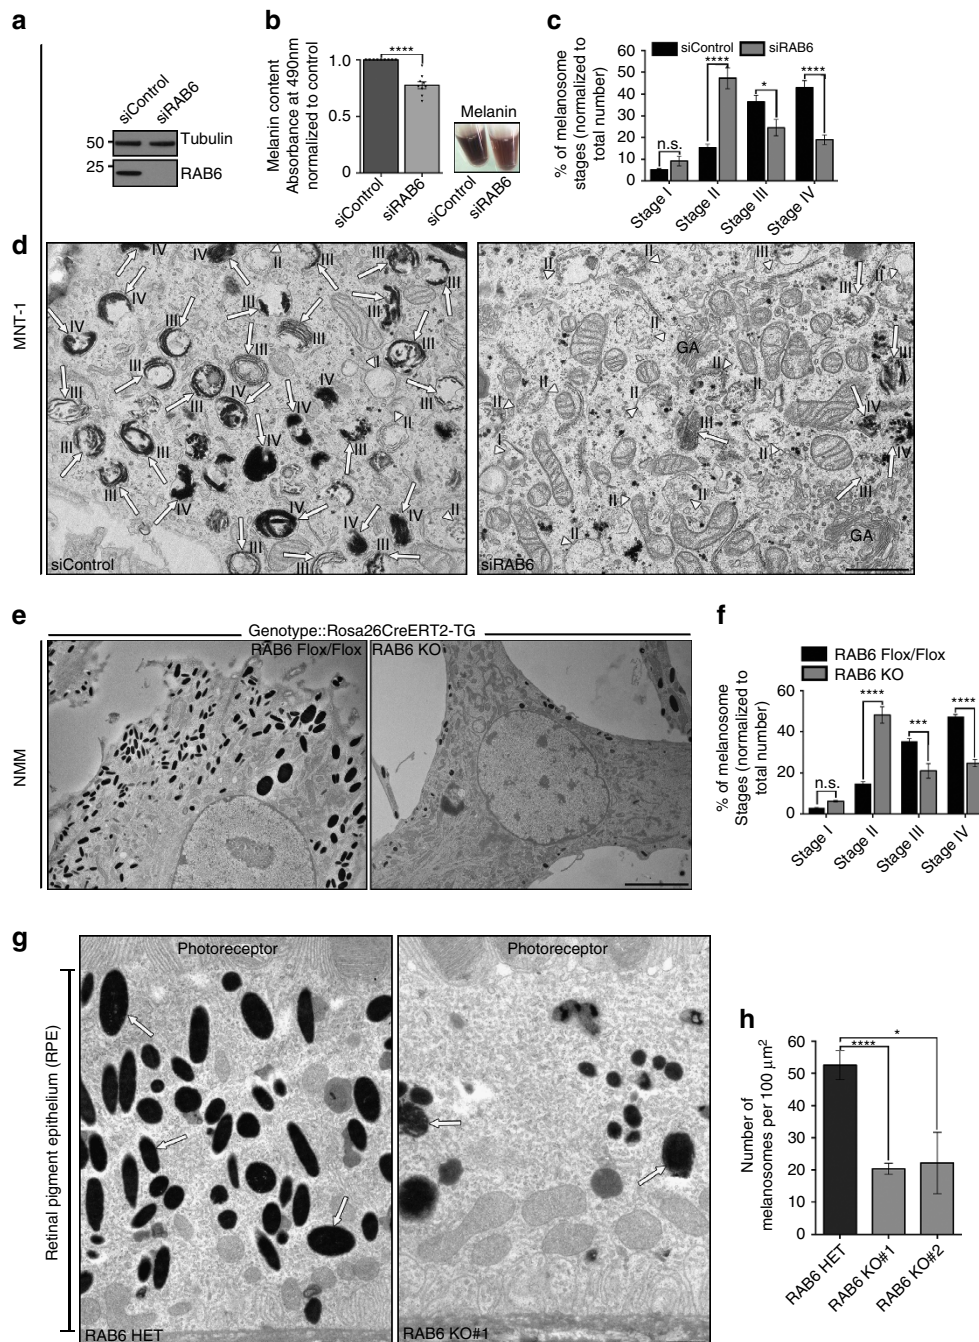 a
siControl
siRAB6
50
Tubulin
25
RAB6
b
Melanin content
Absorbance at 490nm
normalized to control
1.0
0.5
0
****
siControl
siRAB6
Melanin
siControl
siRAB6
c
siControl
siRAB6
% of melanosome
stages (normalized to
total number)
60
50
40
30
20
10
0
n.s.
****
*
****
Stage I
Stage II
Stage III
Stage IV
d
MNT-1
IV
IV
II
III
III
III
IV
III
III
III
IV
III
III
II
III
III
IV
IV
III
III
IV
IV
II
III
III
III
III
IV
IV
IV
II
III
III
III
siControl
II
II
III
II
III
II
GA
III
II
II
II
II
III
IV
I
II
IV
II
II
III
II
GA
siRAB6
e
Genotype::Rosa26CreERT2-TG
RAB6 Flox/Flox
RAB6 KO
NMM
f
RAB6 Flox/Flox
RAB6 KO
% of melanosome
Stages (normalized to
total number)
60
40
20
0
n.s.
****
***
****
Stage I
Stage II
Stage III
Stage IV
g
Retinal pigment epithelium (RPE)
Photoreceptor
Photoreceptor
RAB6 HET
RAB6 KO#1
h
Number of
melanosomes per 100 µm²
60
50
40
30
20
10
0
*
****
RAB6 HET
RAB6 KO#1
RAB6 KO#2